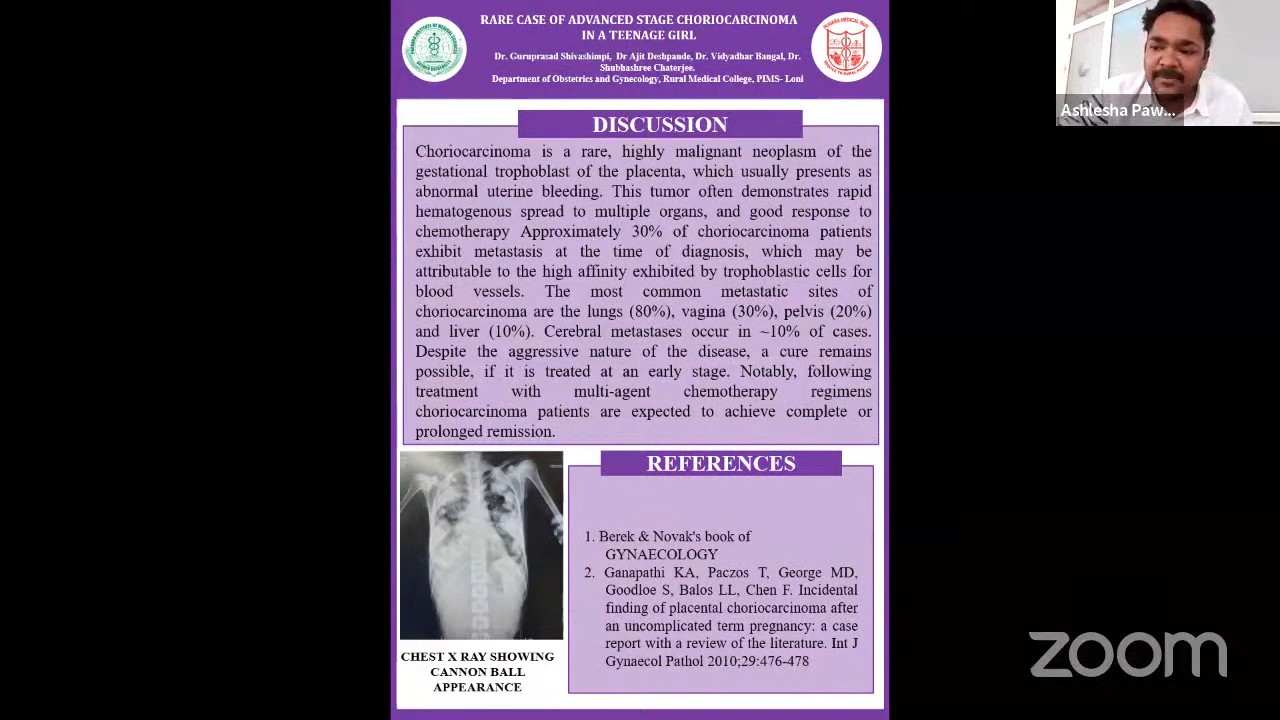 RARE CASE OF ADVANCED STAGE CHORIOCARCINOMA
IN A TEENAGE GIRL
Dr. Guruprasad Shivashimpi, Dr Ajit Deshpande, Dr. Vidyadhar Bangal, Dr.
Shubhashree Chaterjee.
Department of Obstetrics and Gynecology, Rural Medical College, PIMS- Loni
Ashlesha Paw...
DISCUSSION
Choriocarcinoma is a rare, highly malignant neoplasm of the
gestational trophoblast of the placenta, which usually presents as
abnormal uterine bleeding. This tumor often demonstrates rapid
hematogenous spread to multiple organs, and good response to
chemotherapy Approximately 30% of choriocarcinoma patients
exhibit metastasis at the time of diagnosis, which may be
attributable to the high affinity exhibited by trophoblastic cells for
blood vessels. The most common metastatic sites of
choriocarcinoma are the lungs (80%), vagina (30%), pelvis (20%)
and liver (10%). Cerebral metastases occur in ~10% of cases.
Despite the aggressive nature of the disease, a cure remains
possible, if it is treated at an early stage. Notably, following
treatment with multi-agent chemotherapy regimens
choriocarcinoma patients are expected to achieve complete or
prolonged remission.
CHEST X RAY SHOWING
CANNON BALL
APPEARANCE
REFERENCES
1. Berek & Novak's book of
GYNAECOLOGY
2. Ganapathi KA, Paczos T, George MD,
Goodloe S, Balos LL, Chen F. Incidental
finding of placental choriocarcinoma after
an uncomplicated term pregnancy: a case
report with a review of the literature. Int J
Gynaecol Pathol 2010;29:476-478
zoom